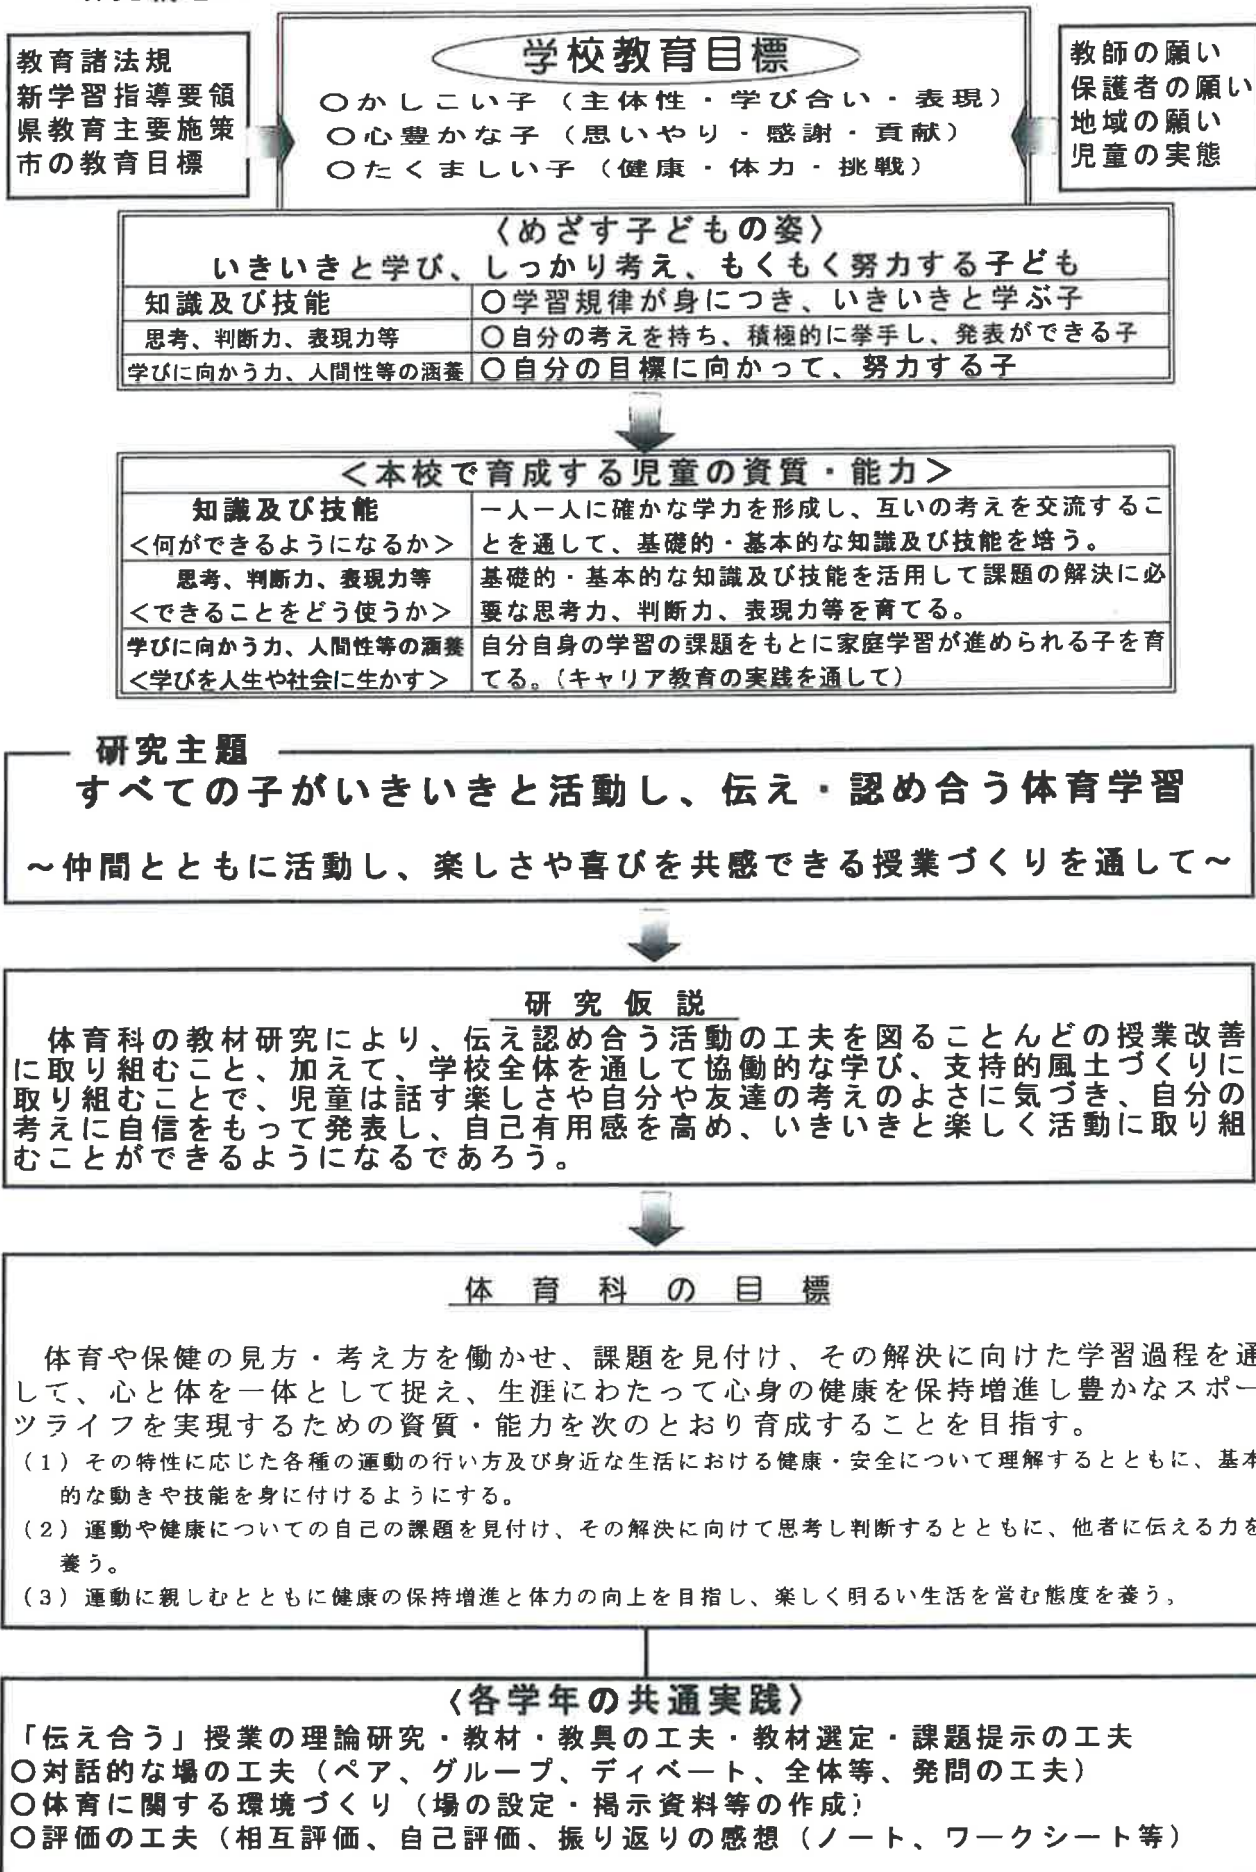 教育諸法規
新学習指導要領
県教育主要施策
市の教育目標
学校教育目標
○かしこい子(主体性・学び合い・表現)
○心豊かな子(思いやり・感謝・貢献)
○たくましい子(健康・体力・挑戦)
教師の願い
保護者の願い
地域の願い
児童の実態
〈めざす子どもの姿〉
いきいきと学び、しっかり考え、もくもく努力する子ども
知識及び技能
○学習規律が身につき、いきいきと学ぶ子
思考、判断力、表現力等
○自分の考えを持ち、積極的に挙手し、発表ができる子
学びに向かう力、人間性等の涵養
○自分の目標に向かって、努力する子
<本校で育成する児童の資質・能力>
知識及び技能
<何ができるようになるか>
一人一人に確かな学力を形成し、互いの考えを交流するこ
とを通して、基礎的・基本的な知識及び技能を培う。
思考、判断力、表現力等
<できることをどう使うか>
基礎的・基本的な知識及び技能を活用して課題の解決に必
要な思考力、判断力、表現力等を育てる。
学びに向かう力、人間性等の涵養
<学びを人生や社会に生かす>
自分自身の学習の課題をもとに家庭学習が進められる子を育
てる。(キャリア教育の実践を通して)
研究主題
すべての子がいきいきと活動し、伝え・認め合う体育学習
~仲間とともに活動し、楽しさや喜びを共感できる授業づくりを通して~
研究仮説
体育科の教材研究により、伝え認め合う活動の工夫を図ることんどの授業改善
に取り組むこと、加えて、学校全体を通して協働的な学び、支持的風土づくりに
取り組むことで、児童は話す楽しさや自分や友達の考えのよさに気づき、自分の
考えに自信をもって発表し、自己有用感を高め、いきいきと楽しく活動に取り組
むことができるようになるであろう。
体育科の目標
体育や保健の見方・考え方を働かせ、課題を見付け、その解決に向けた学習過程を通
して、心と体を一体として捉え、生涯にわたって心身の健康を保持増進し豊かなスポー
ツライフを実現するための資質・能力を次のとおり育成することを目指す。
(1)その特性に応じた各種の運動の行い方及び身近な生活における健康・安全について理解するとともに、基本
的な動きや技能を身に付けるようにする。
(2)運動や健康についての自己の課題を見付け、その解決に向けて思考し判断するとともに、他者に伝える力を
養う。
(3)運動に親しむとともに健康の保持増進と体力の向上を目指し、楽しく明るい生活を営む態度を養う。
〈各学年の共通実践〉
「伝え合う」授業の理論研究・教材・教具の工夫・教材選定・課題提示の工夫
○対話的な場の工夫(ペア、グループ、ディベート、全体等、発問の工夫)
○体育に関する環境づくり(場の設定・掲示資料等の作成)
○評価の工夫(相互評価、自己評価、振り返りの感想(ノート、ワークシート等)